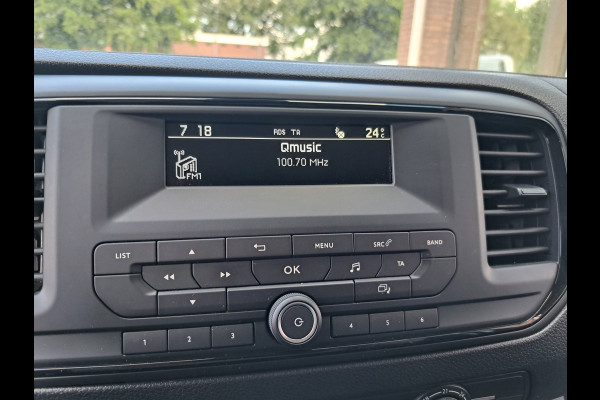 7 18 RDS TA 24°C
Qmusic
100.70 MHz
FM1
LIST MENU SRC BAND
OK TA
1 2 3 4 5 6
21